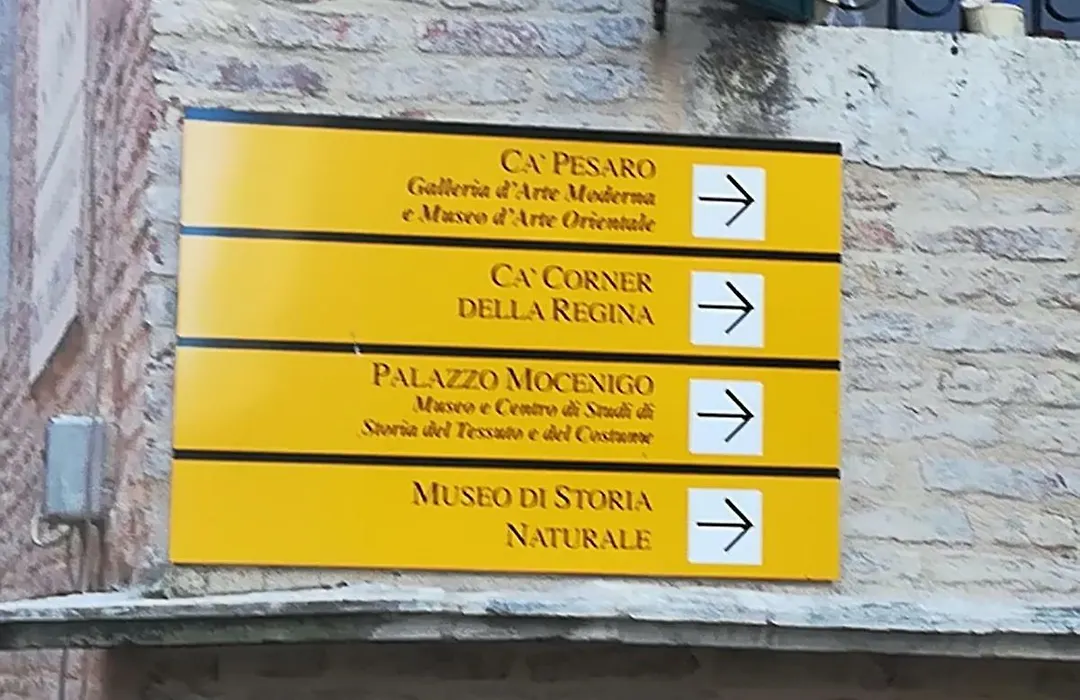 CA' PESARO
Galleria d'Arte Moderna
e Museo d'Arte Orientale
CA' CORNER
DELLA REGINA
PALAZZO MOCENIGO
Museo e Centro di Studi di
Storia del Tessuto e del Costume
MUSEO DI STORIA
NATURALE